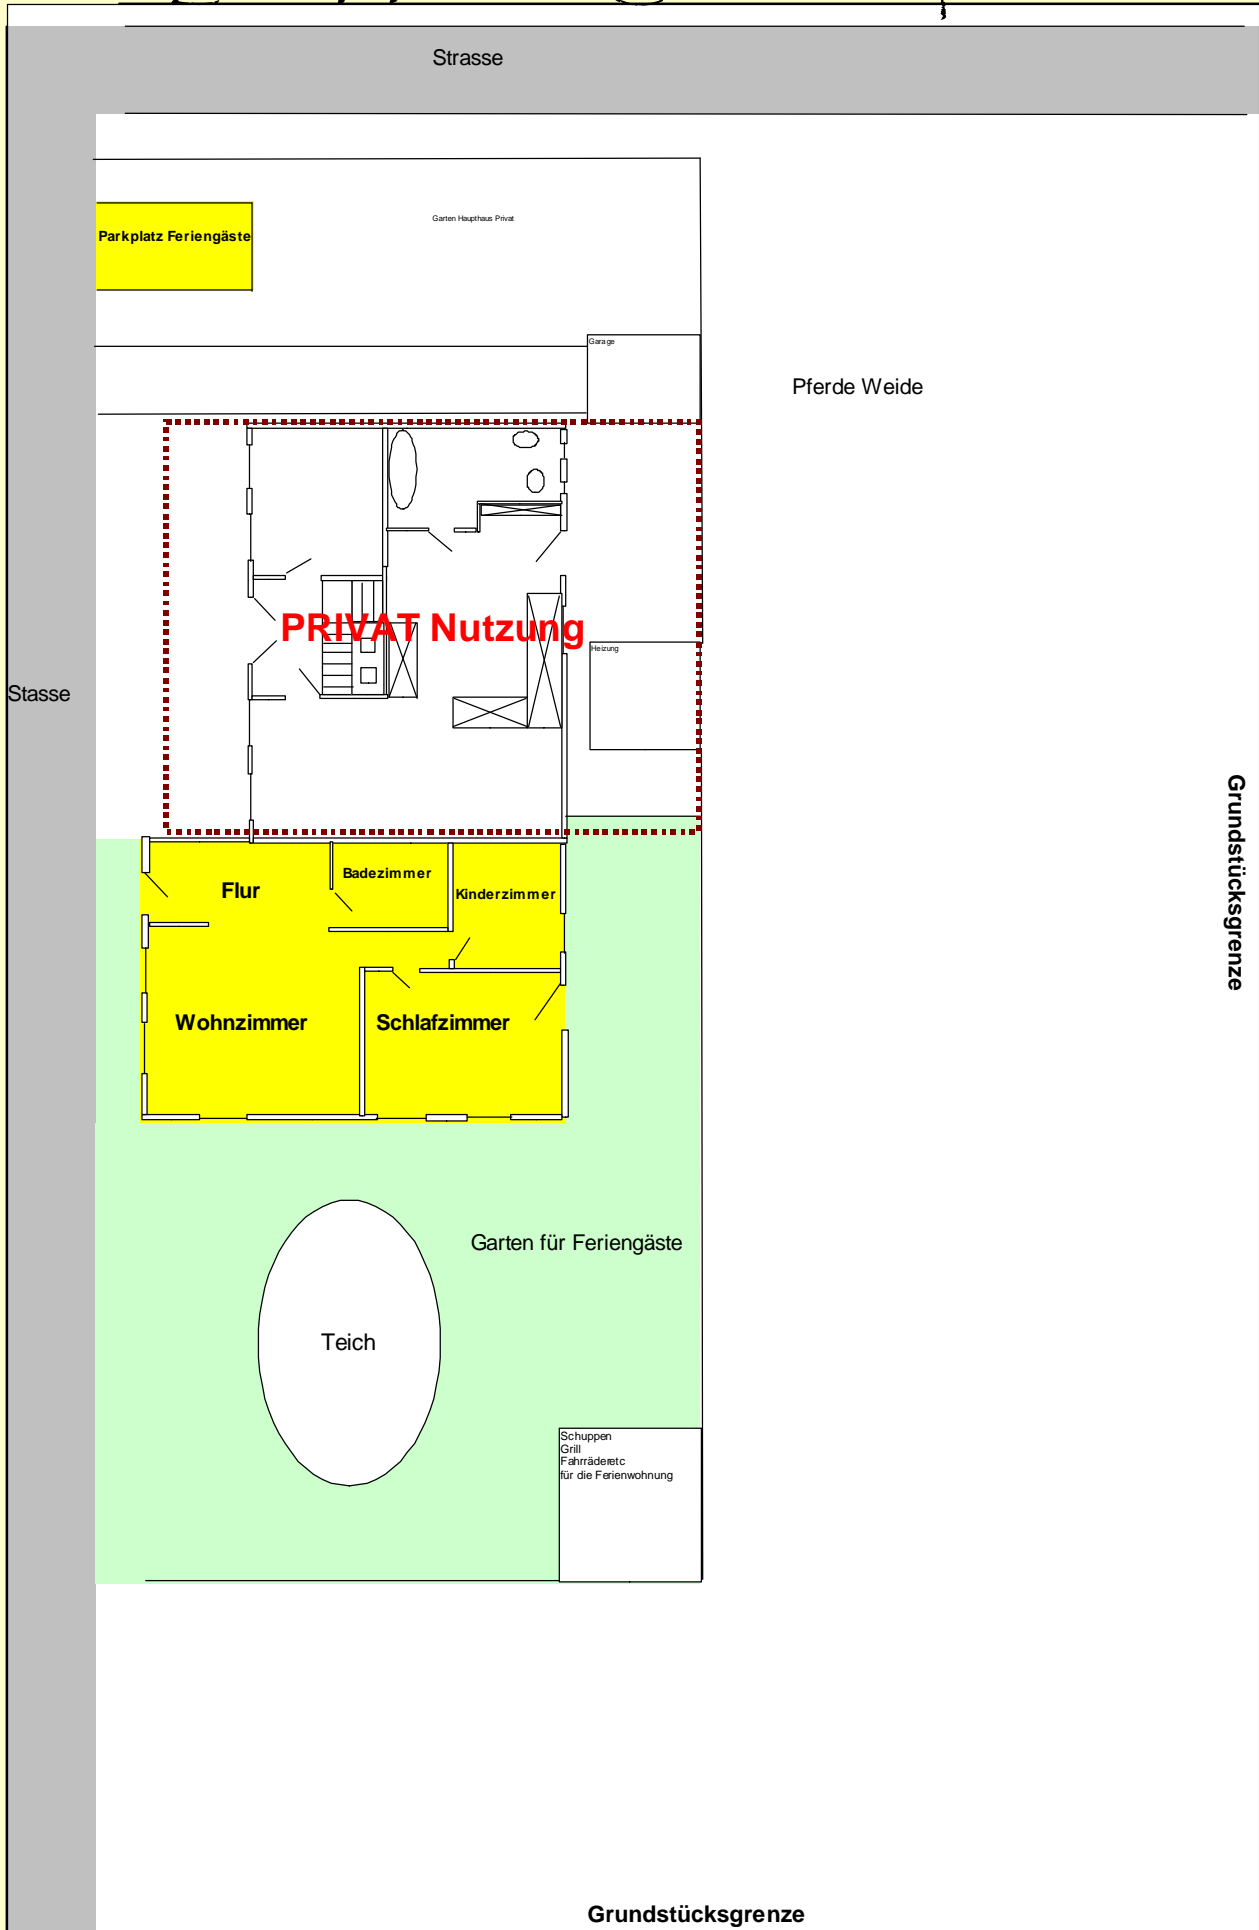 Strasse
Garten Haupthaus Privat
Parkplatz Feriengäste
Garage
Pferde Weide
PRIVAT Nutzung
Heizung
Stasse
Grundstücksgrenze
Badezimmer
Flur
Kinderzimmer
Wohnzimmer
Schlafzimmer
Garten für Feriengäste
Teich
Schuppen
Grill
Fahrräderetc
für die Ferienwohnung
Grundstücksgrenze